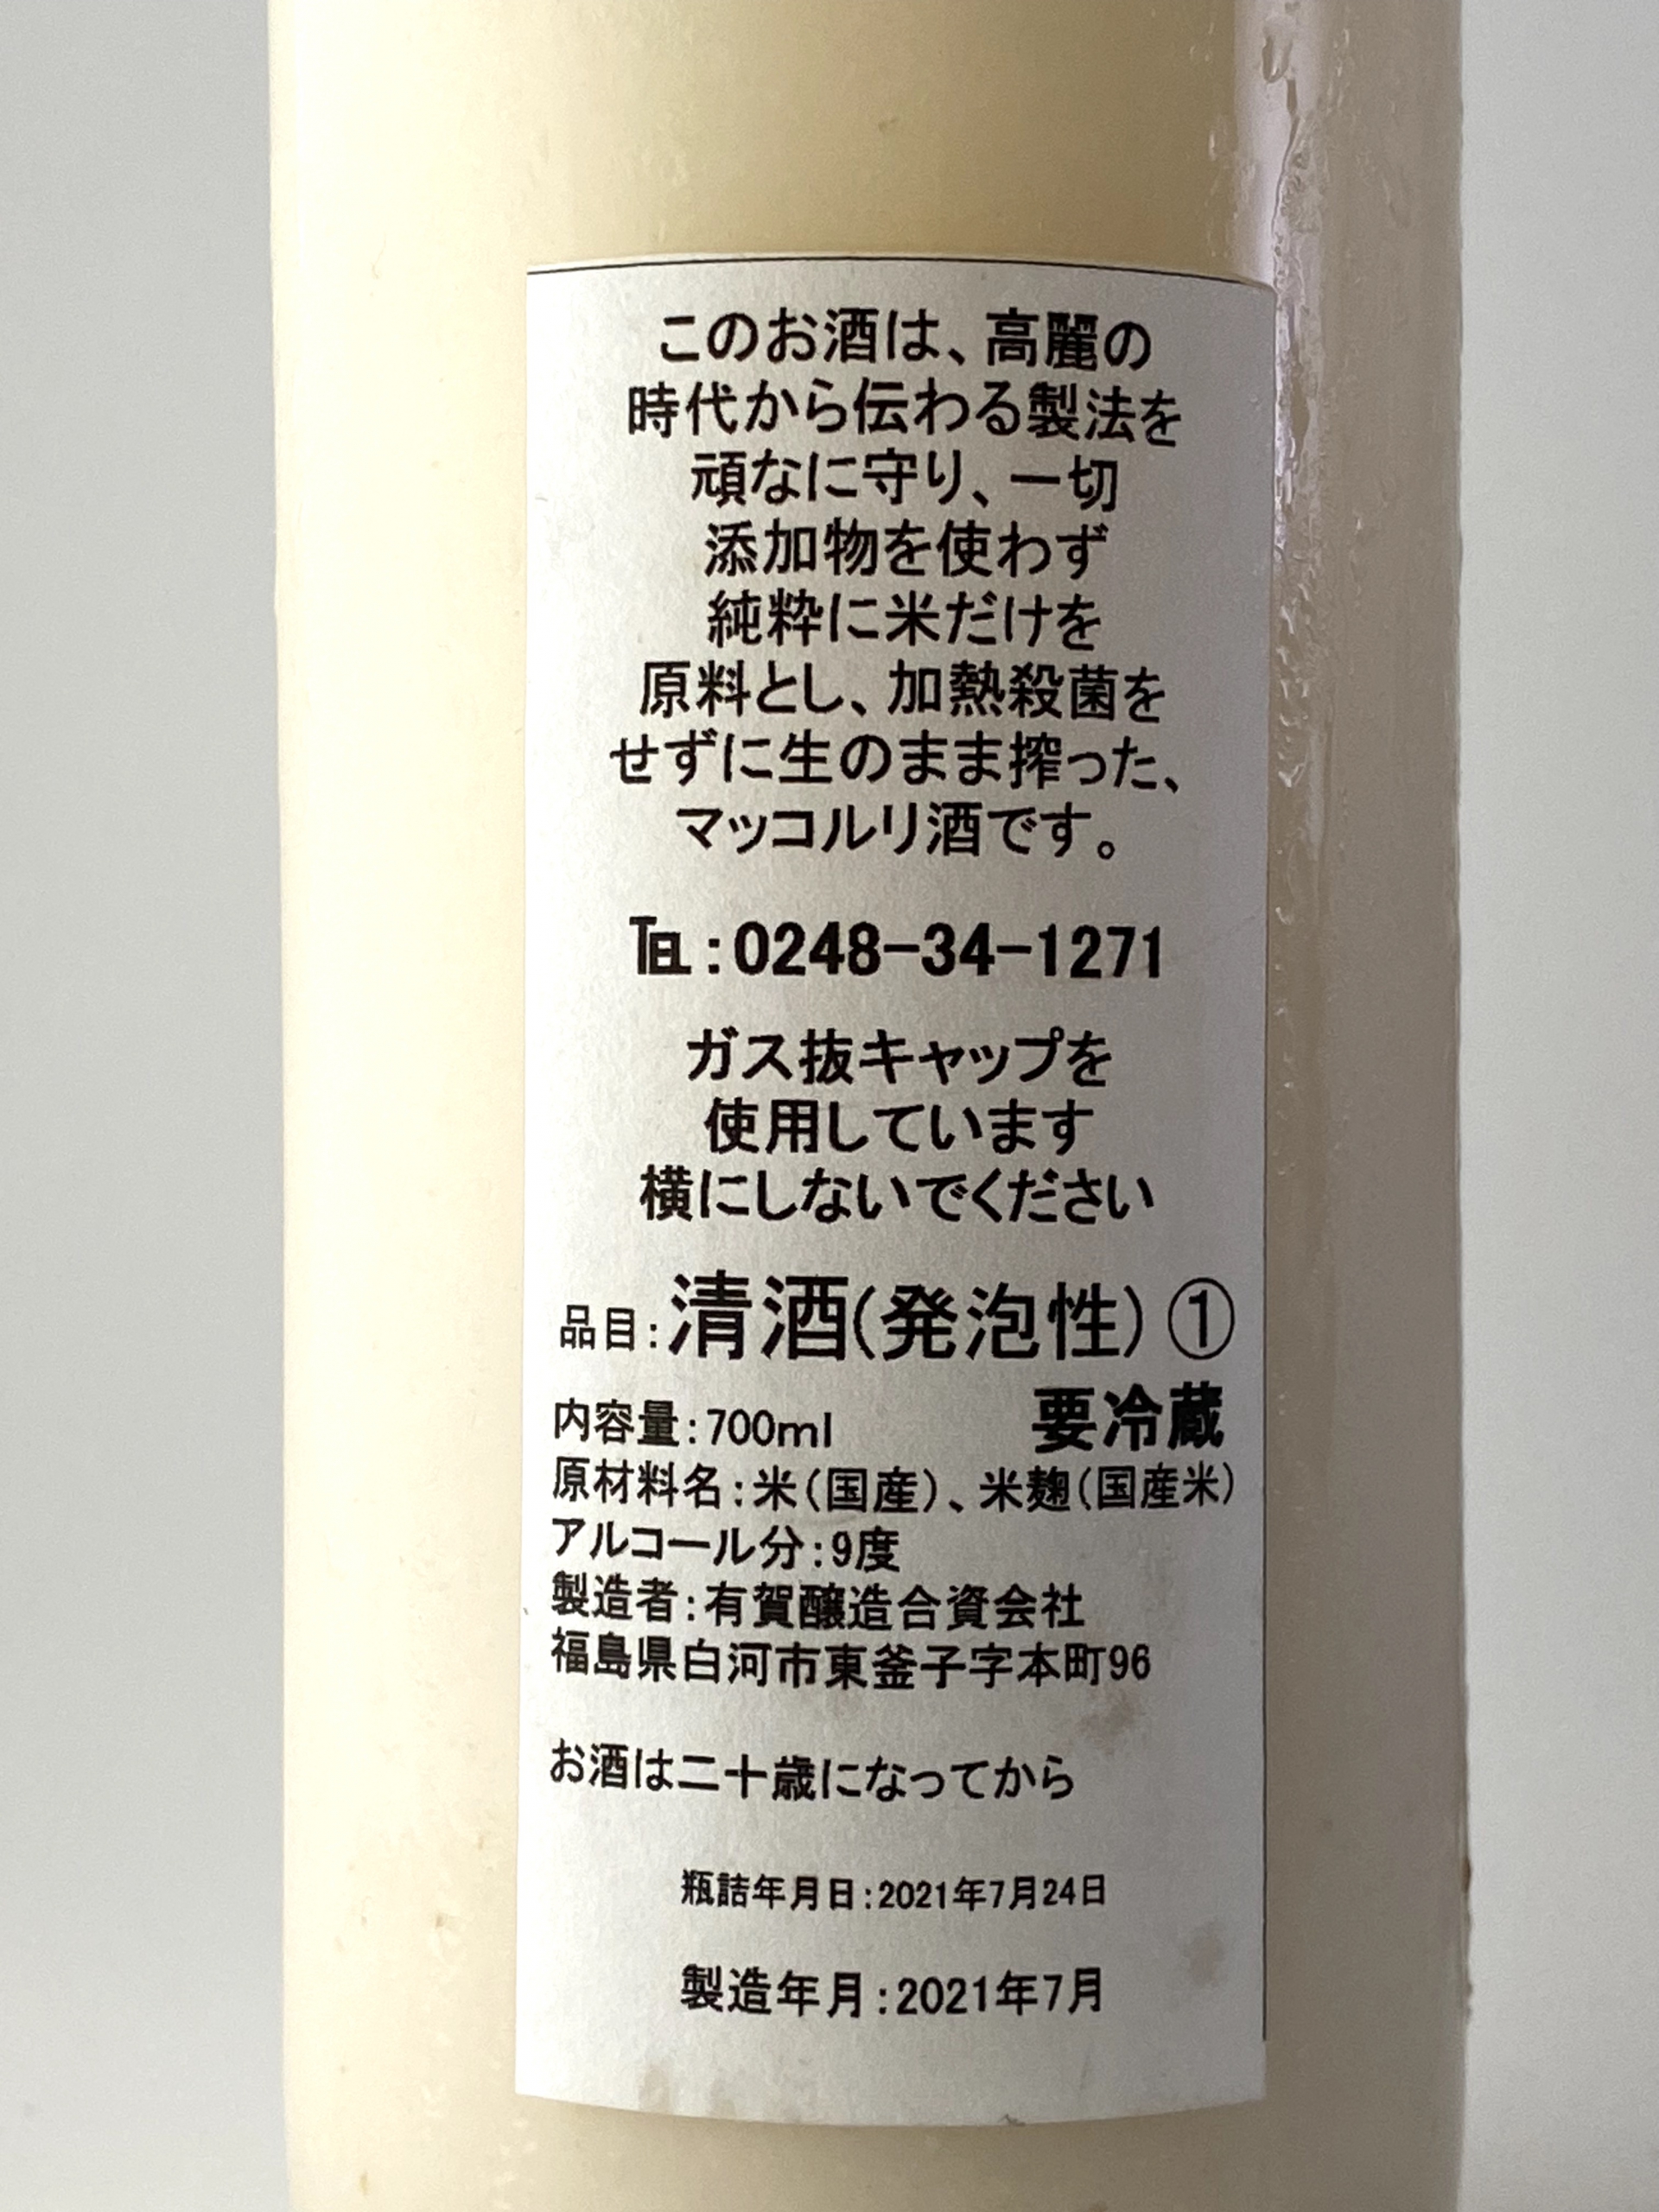 このお酒は、高麗の
時代から伝わる製法を
頑なに守り、一切
添加物を使わず
純粋に米だけを
原料とし、加熱殺菌を
せずに生のまま搾った、
マッコルリ酒です。
℡:0248-34-1271
ガス抜キャップを
使用しています
横にしないでください
品目:清酒(発泡性)①
内容量:700ml 要冷蔵
原材料名:米(国産)、米麹(国産米)
アルコール分:9度
製造者:有賀醸造合資会社
福島県白河市東釜子字本町96
お酒は二十歳になってから
瓶詰年月日:2021年7月24日
製造年月:2021年7月